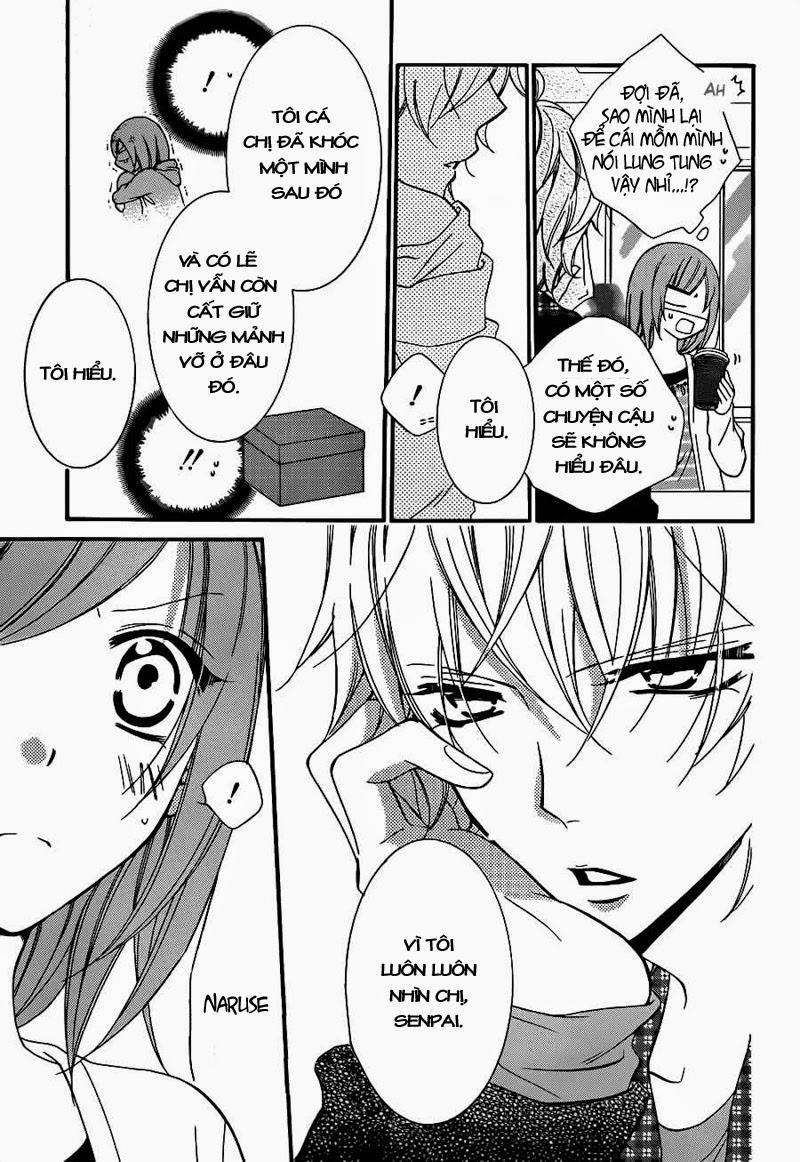 AH
ĐỢI ĐÃ,
SAO MÌNH LẠI
ĐỂ CÁI MỒM MÌNH
NÓI LUNG TUNG
VẬY NHỈ...!?
THẾ ĐÓ,
CÓ MỘT SỐ
CHUYỆN CẬU
SẼ KHÔNG
HIỂU ĐÂU.
TÔI
HIỂU.
!
!
TÔI CÁ
CHỊ ĐÃ KHÓC
MỘT MÌNH
SAU ĐÓ
VÀ CÓ LẼ
CHỊ VẪN CÒN
CẤT GIỮ
NHỮNG MẢNH
VỠ Ở ĐÂU
ĐÓ.
!!
TÔI HIỂU.
VÌ TÔI
LUÔN LUÔN
NHÌN CHỊ,
SENPAI.
!
NARUSE